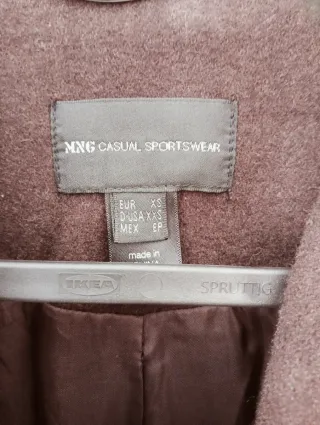 MNG CASUAL SPORTSWEAR
EUR XS
D-USA XXS
MEX EP
made in
IKEA
SPRUTTIG